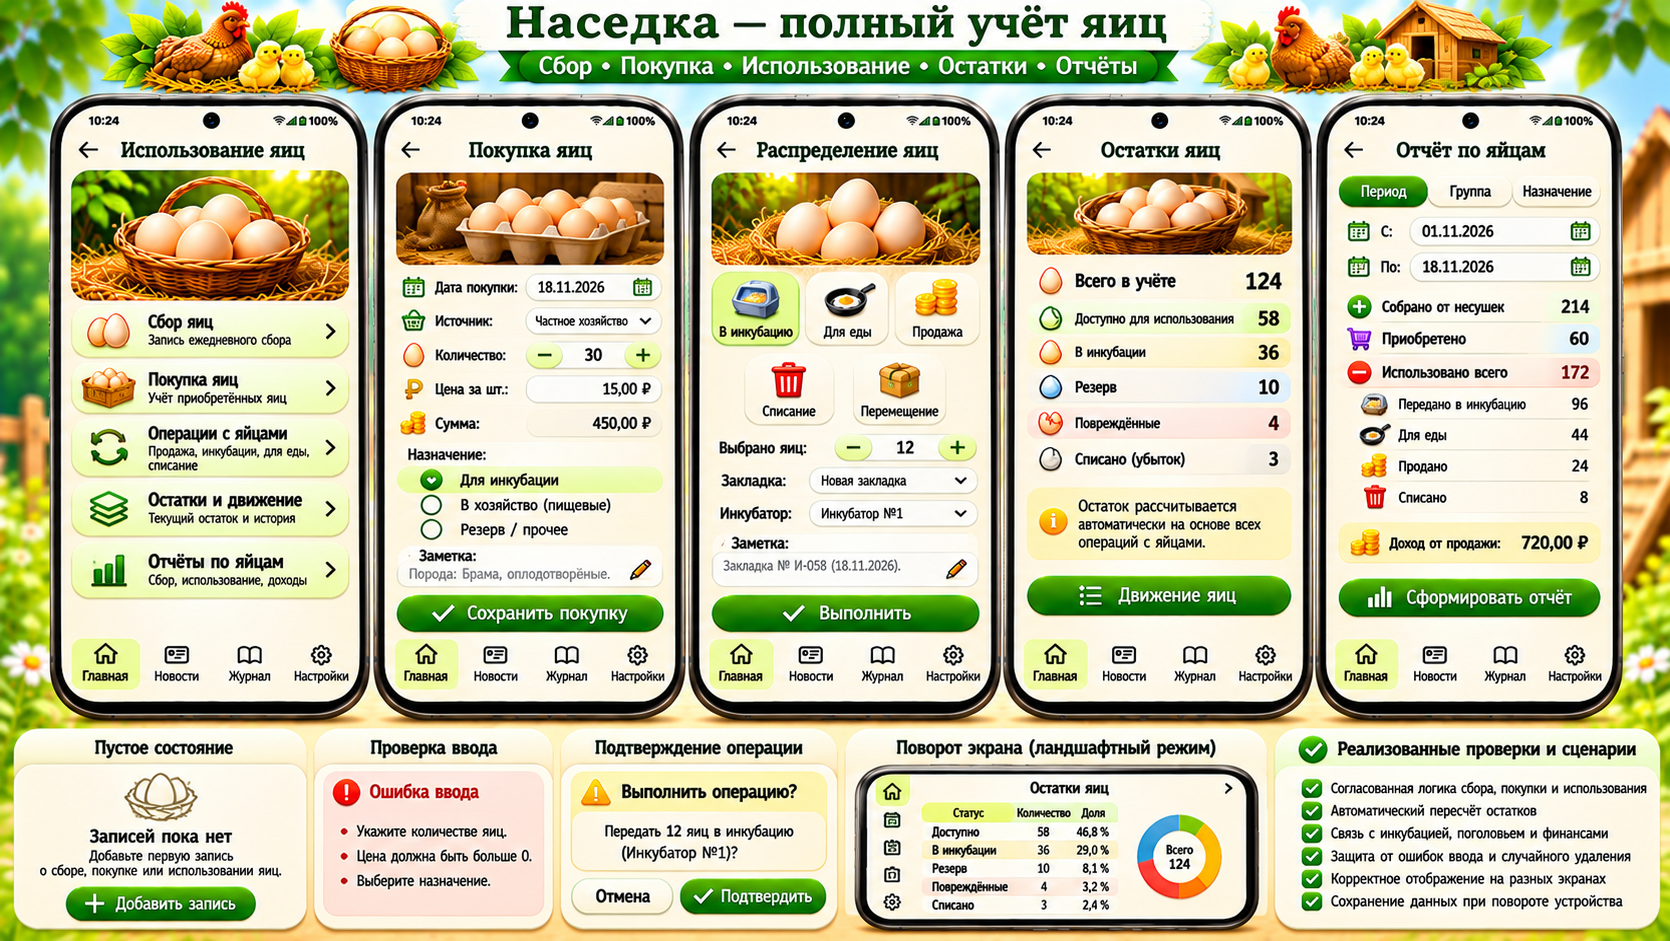 Наседка — полный учёт яиц
Сбор • Покупка • Использование • Остатки • Отчёты
10:24
100%
Использование яиц
Сбор яиц
Запись ежедневного сбора
Покупка яиц
Учёт приобретённых яиц
Операции с яйцами
Продажа, инкубация, для еды,
списание
Остатки и движение
Текущий остаток и история
Отчёты по яйцам
Сбор, использование, доходы
Главная
Новости
Журнал
Настройки
10:24
100%
Покупка яиц
Дата покупки:
18.11.2026
Источник:
Частное хозяйство
Количество:
− 30 +
Цена за шт.:
15,00 ₽
Сумма:
450,00 ₽
Назначение:
Для инкубации
В хозяйство (пищевые)
Резерв / прочее
Заметка:
Порода: Брама, оплодотворёные.
Сохранить покупку
Главная
Новости
Журнал
Настройки
10:24
100%
Распределение яиц
В инкубацию
Для еды
Продажа
Списание
Перемещение
Выбрано яиц:
− 12 +
Закладка:
Новая закладка
Инкубатор:
Инкубатор №1
Заметка:
Закладка № И-058 (18.11.2026).
Выполнить
Главная
Новости
Журнал
Настройки
10:24
100%
Остатки яиц
Всего в учёте 124
Доступно для использования 58
В инкубации 36
Резерв 10
Повреждённые 4
Списано (убыток) 3
Остаток рассчитывается
автоматически на основе всех
операций с яйцами.
Движение яиц
Главная
Новости
Журнал
Настройки
10:24
100%
Отчёт по яйцам
Период
Группа
Назначение
С: 01.11.2026
По: 18.11.2026
Собрано от несушек 214
Приобретено 60
Использовано всего 172
Передано в инкубацию 96
Для еды 44
Продано 24
Списано 8
Доход от продажи: 720,00 ₽
Сформировать отчёт
Главная
Новости
Журнал
Настройки
Пустое состояние
Записей пока нет
Добавьте первую запись
о сборе, покупке или использовании яиц.
+ Добавить запись
Проверка ввода
Ошибка ввода
• Укажите количестве яиц.
• Цена должна быть больше 0.
• Выберите назначение.
Подтверждение операции
Выполнить операцию?
Передать 12 яиц в инкубацию
(Инкубатор №1)?
Отмена
Подтвердить
Поворот экрана (ландшафтный режим)
Остатки яиц
Статус Количество Доля
Доступно 58 46,8 %
В инкубации 36 29,0 %
Резерв 10 8,1 %
Повреждённые 4 3,2 %
Списано 3 2,4 %
Всего
124
Реализованные проверки и сценарии
Согласованная логика сбора, покупки и использования
Автоматический пересчёт остатков
Связь с инкубацией, поголовьем и финансами
Защита от ошибок ввода и случайного удаления
Корректное отображение на разных экранах
Сохранение данных при повороте устройства